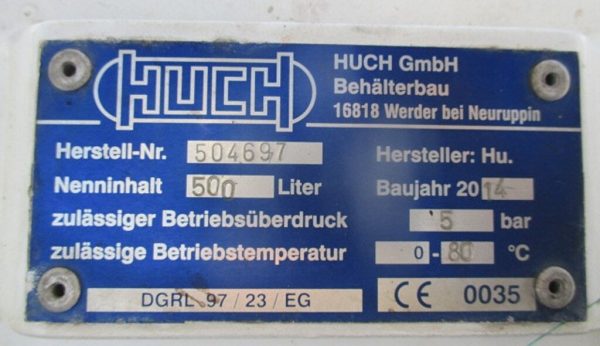 HUCH
HUCH GmbH
Behälterbau
16818 Werder bei Neuruppin
Herstell-Nr. 504697
Hersteller: Hu.
Nenninhalt 500 Liter
Baujahr 2014
zulässiger Betriebsüberdruck 5 bar
zulässige Betriebstemperatur 0 - 80 °C
DGRL 97 / 23 / EG
CE 0035